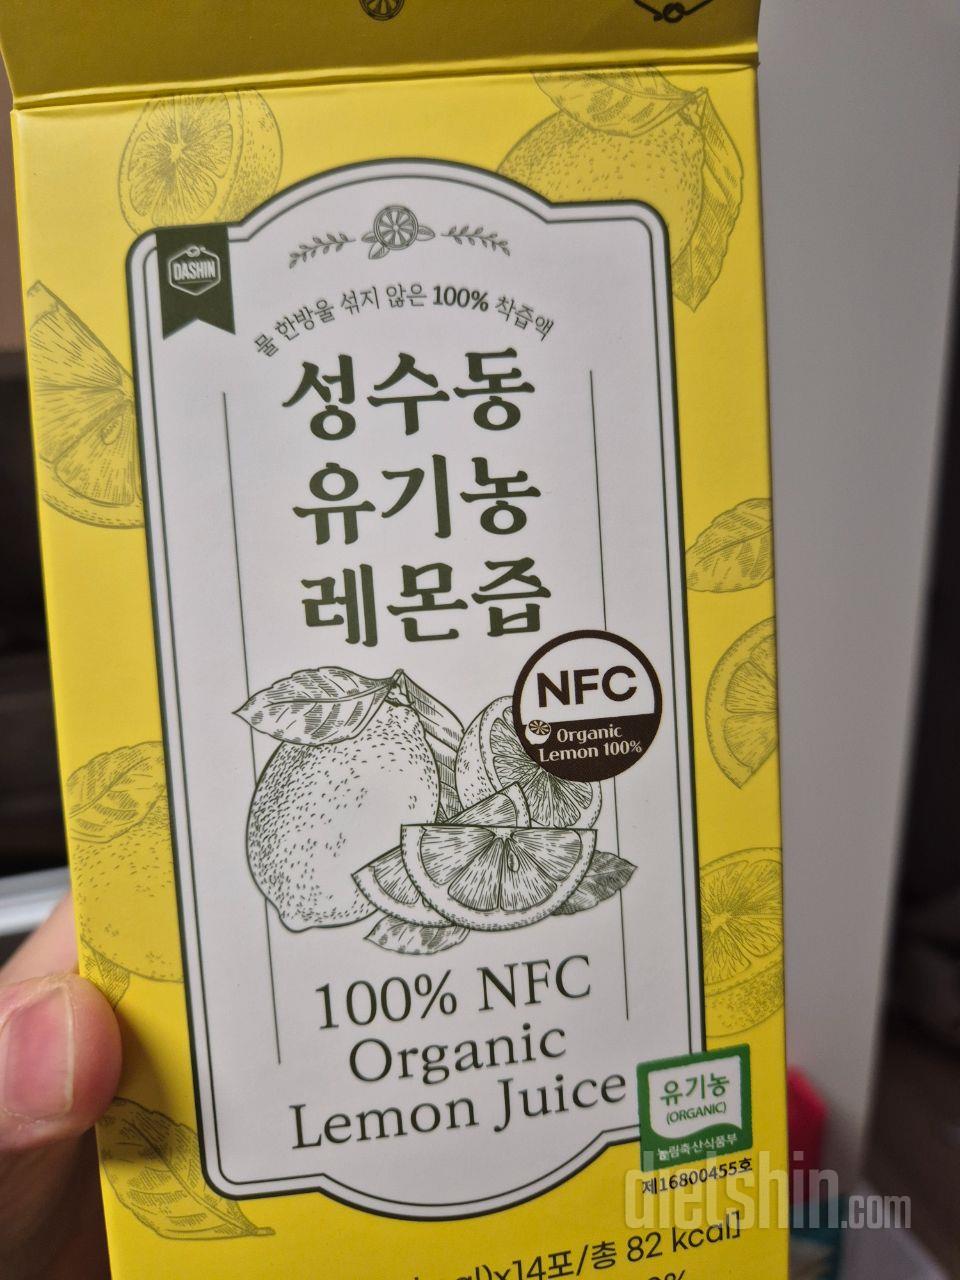 DASHIN
물 한방울 섞지 않은 100% 착즙액
성수동
유기농
레몬즙
NFC
Organic
Lemon 100%
100% NFC
Organic
Lemon Juice
유기농
(ORGANIC)
농림축산식품부
제16800455호
x14포/총 82 kcal]
dietshin.com